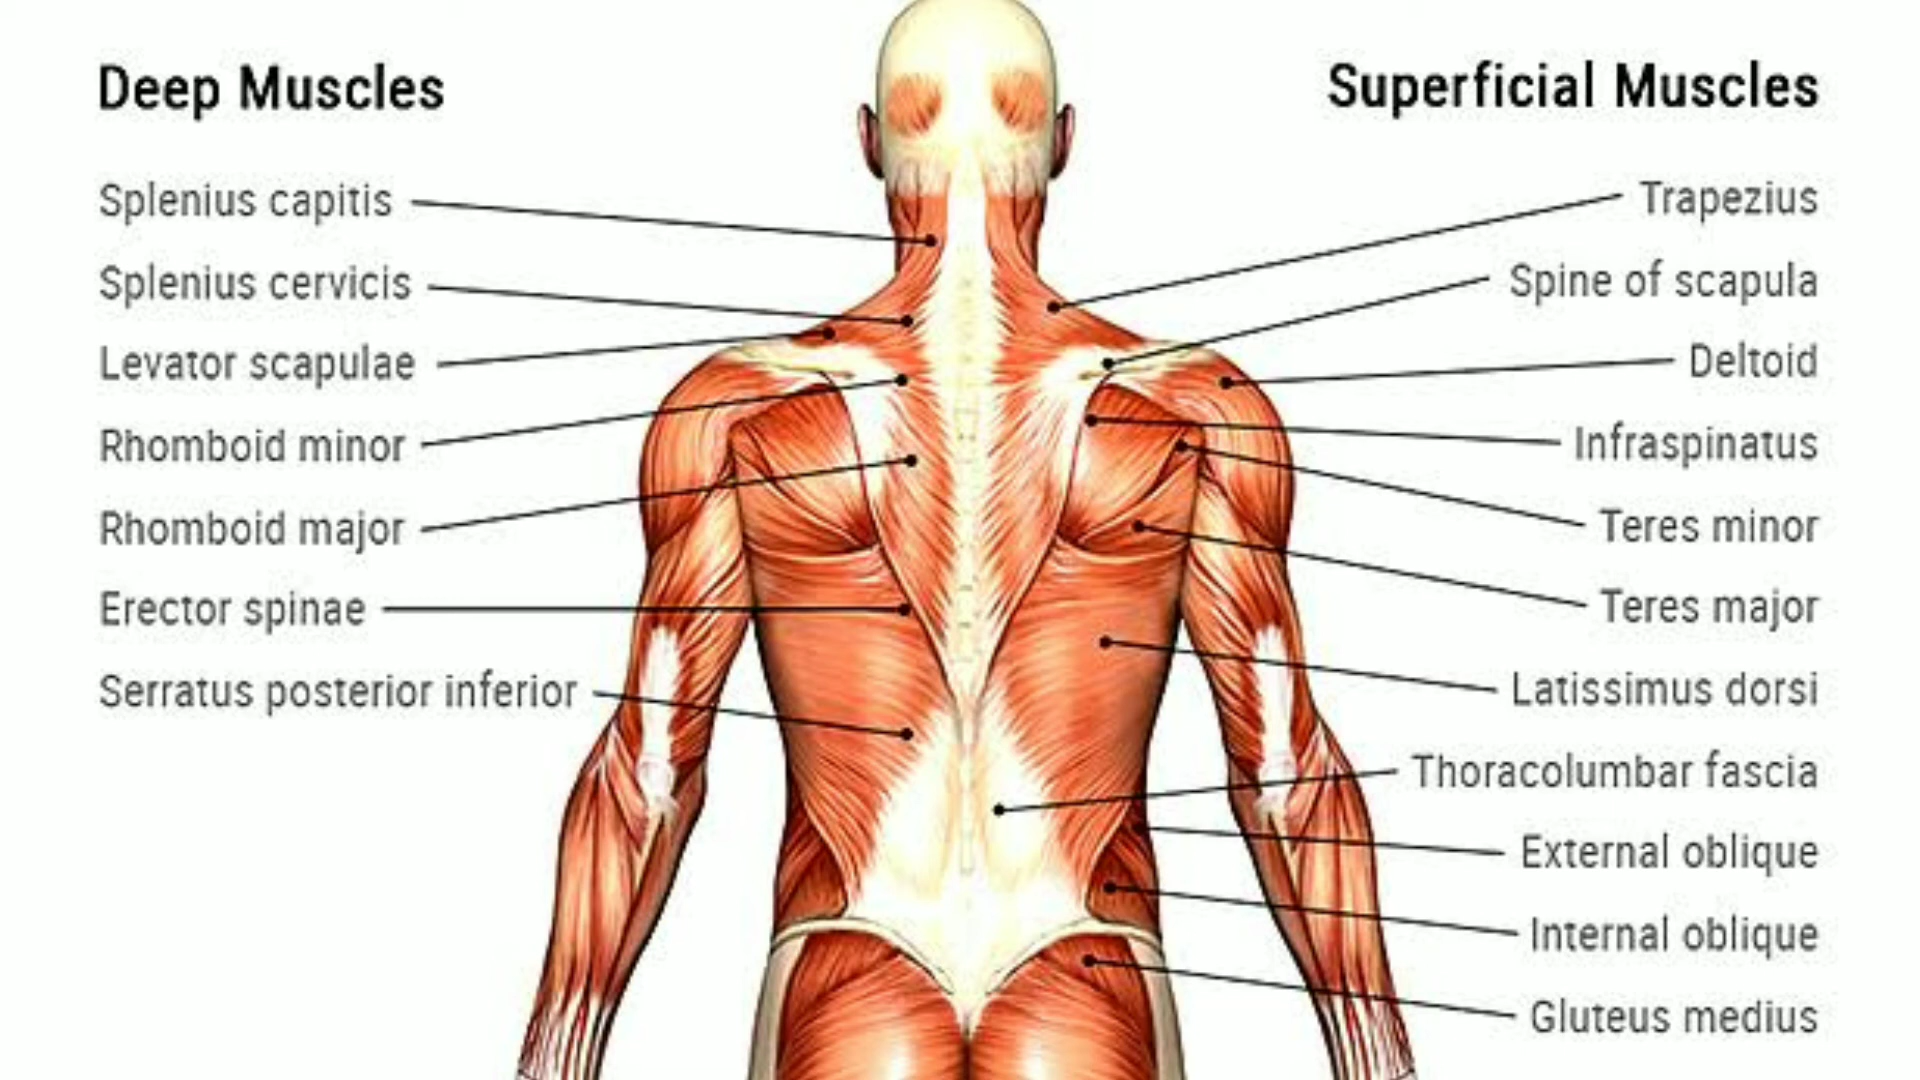 Deep Muscles
Splenius capitis
Splenius cervicis
Levator scapulae
Rhomboid minor
Rhomboid major
Erector spinae
Serratus posterior inferior
Superficial Muscles
Trapezius
Spine of scapula
Deltoid
Infraspinatus
Teres minor
Teres major
Latissimus dorsi
Thoracolumbar fascia
External oblique
Internal oblique
Gluteus medius